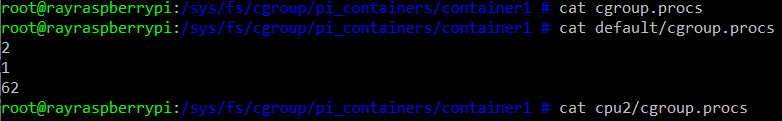 root@rayraspberrypi:/sys/fs/cgroup/pi_containers/container1 # cat cgroup.procs
root@rayraspberrypi:/sys/fs/cgroup/pi_containers/container1 # cat default/cgroup.procs
2
1
62
root@rayraspberrypi:/sys/fs/cgroup/pi_containers/container1 # cat cpu2/cgroup.procs